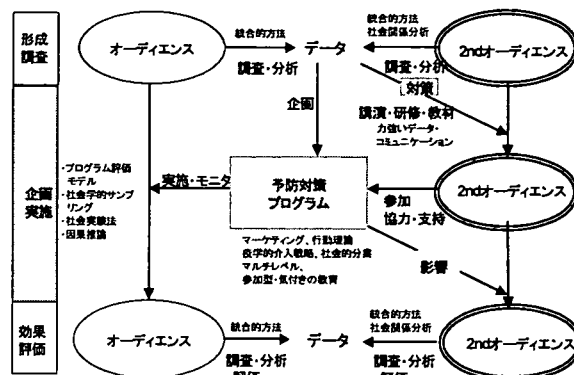 形成
調査
オーディエンス
統合的方法
調査・分析
データ
統合的方法
社会関係分析
調査・分析
2ndオーディエンス
対策
講演・研修・教材
力強いデータ・
コミュニケーション
企画
企画
実施
・プログラム評価
モデル
・社会学的サンプ
リング
・社会実験法
・因果推論
実施・モニタ
予防対策
プログラム
参加
協力・支持
2ndオーディエンス
マーケティング、行動理論
疫学的介入戦略、社会的分責
マルチレベル、
参加型・気付きの教育
影響
効果
評価
オーディエンス
統合的方法
調査・分析
データ
統合的方法
社会関係分析
調査・分析
2ndオーディエンス